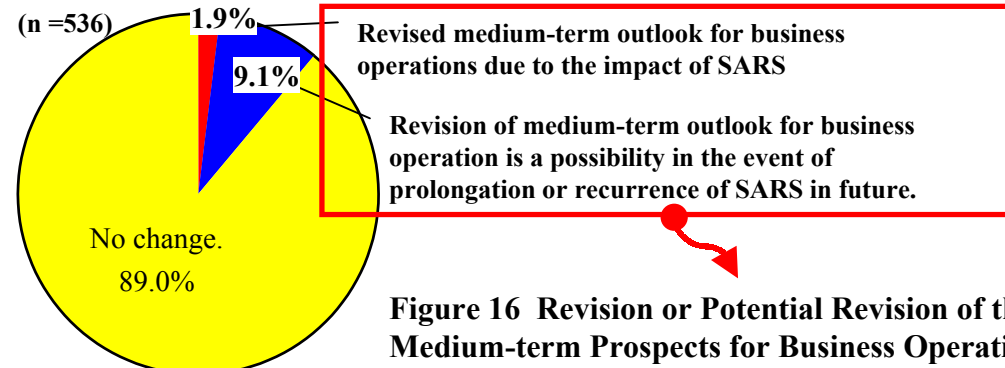 (n =536)
1.9%
Revised medium-term outlook for business
operations due to the impact of SARS
9.1%
Revision of medium-term outlook for business
operation is a possibility in the event of
prolongation or recurrence of SARS in future.
No change.
89.0%
Figure 16 Revision or Potential Revision of
Medium-term Prospects for Business